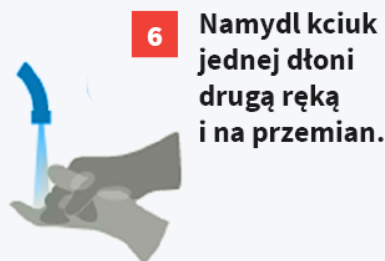 6
Namydl kciuk
jednej dłoni
drugą ręką
i na przemian.